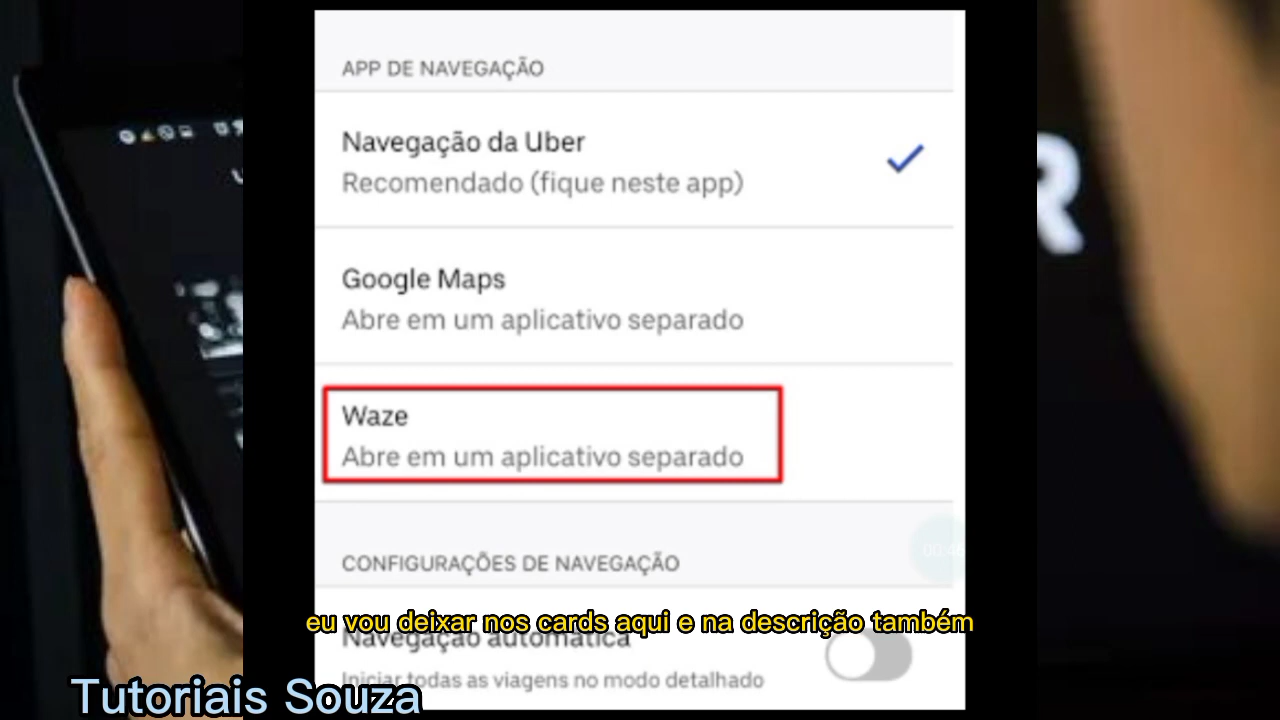 APP DE NAVEGAÇÃO
Navegação da Uber
Recomendado (fique neste app)
Google Maps
Abre em um aplicativo separado
Waze
Abre em um aplicativo separado
CONFIGURAÇÕES DE NAVEGAÇÃO
00:46
eu vou deixar nos cards aqui e na descrição também
Navegação automática
Iniciar todas as viagens no modo detalhado
Tutoriais Souza
R